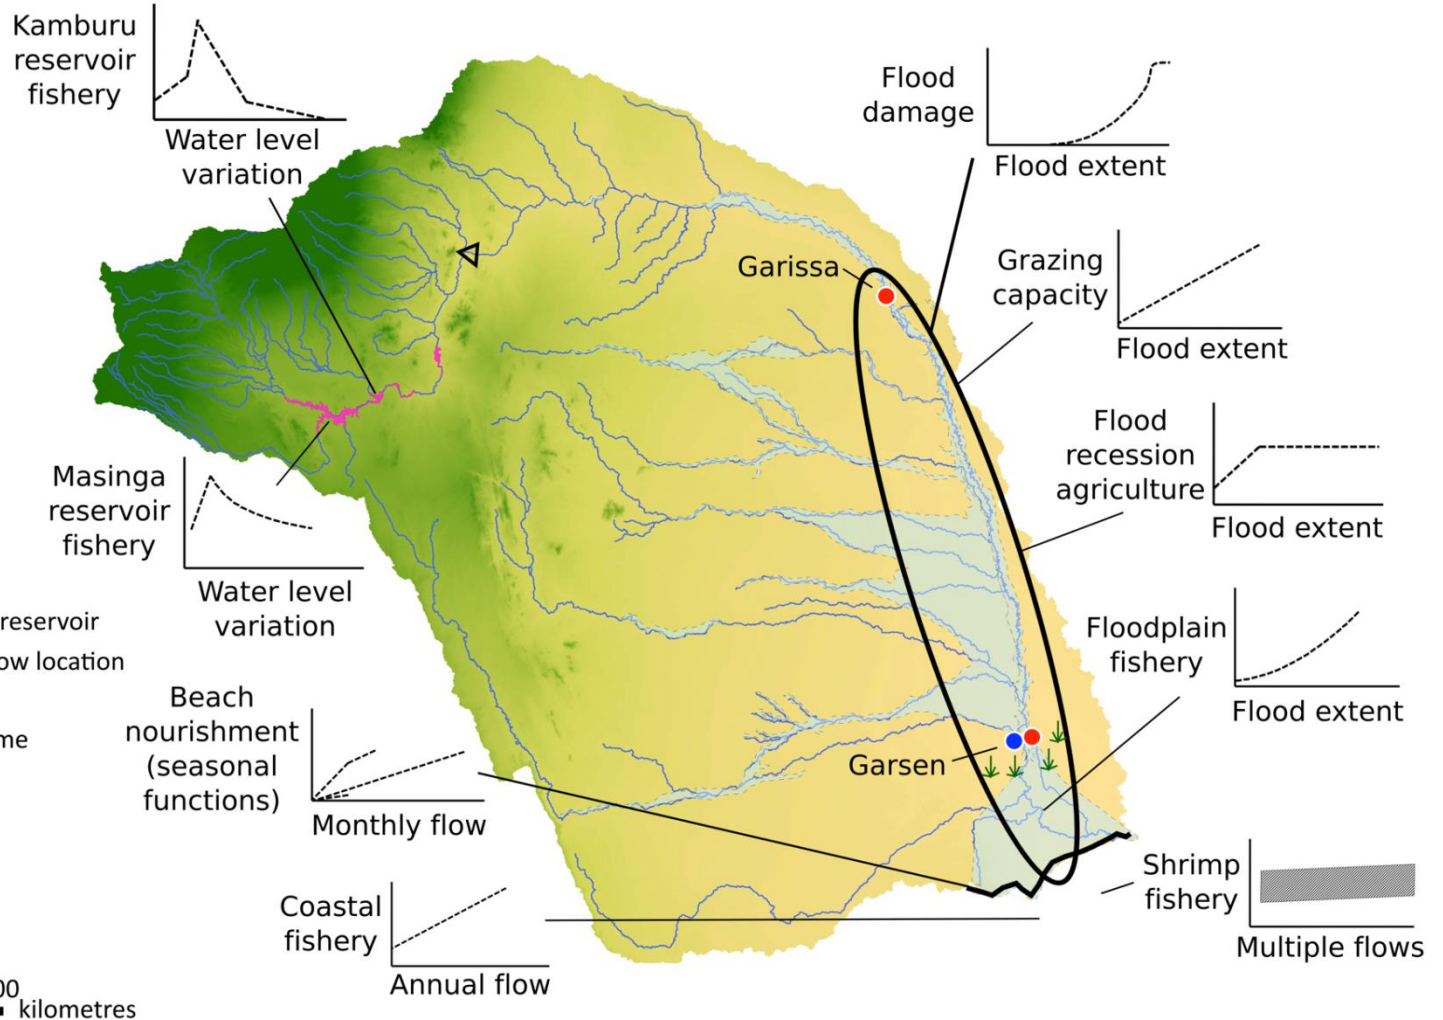 Kamburu
reservoir
fishery
Water level
variation
Flood
damage
Flood extent
Garissa
Grazing
capacity
Flood extent
Flood
recession
agriculture
Flood extent
Masinga
reservoir
fishery
Water level
variation
reservoir
ow location
me
Floodplain
fishery
Flood extent
Beach
nourishment
(seasonal
functions)
Monthly flow
Garsen
Coastal
fishery
Annual flow
Shrimp
fishery
Multiple flows
00
kilometres